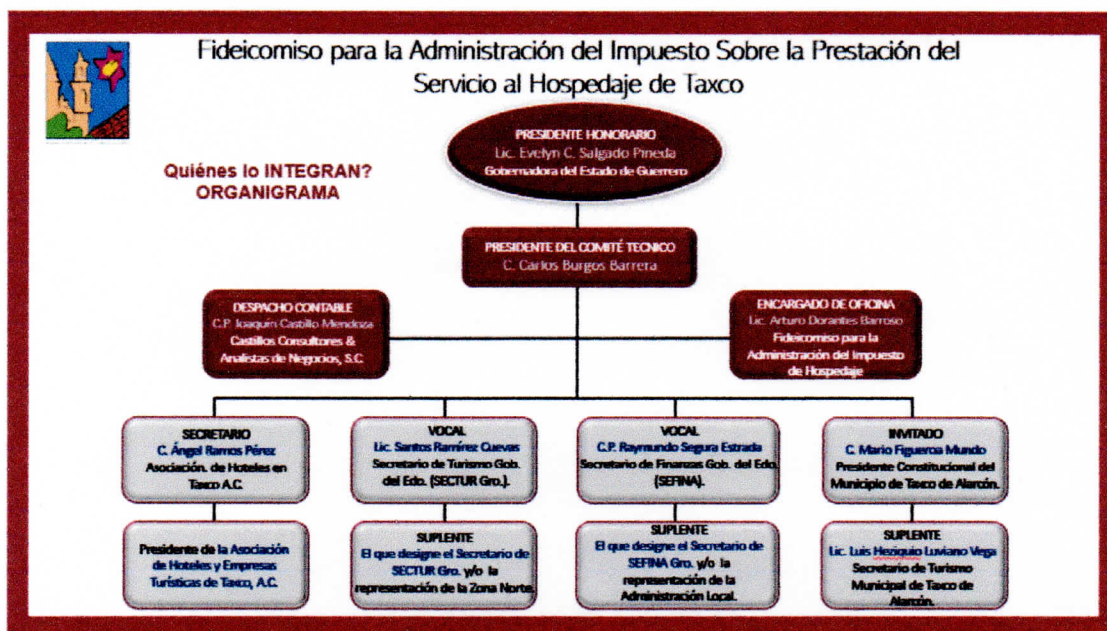 Fideicomiso para la Administración del Impuesto Sobre la Prestación del
Servicio al Hospedaje de Taxco
PRESIDENTE HONORARIO
Lic. Evelyn C. Salgado Pineda
Gobernadora del Estado de Guerrero
Quiénes lo INTEGRAN?
ORGANIGRAMA
PRESIDENTE DEL COMITÉ TECNICO
C. Carlos Burgos Barrera
DESPACHO CONTABLE
C.P. Joaquín Castillo Mendoza
Castillos Consultores &
Analistas de Negocios, S.C.
ENCARGADO DE OFICINA
Lic. Arturo Dorantes Barroso
Fideicomiso para la
Administración del Impuesto
de Hospedaje
SECRETARIO
C. Ángel Ramos Pérez
Asociación. de Hoteles en
Taxco A.C.
VOCAL
Lic. Santos Ramírez Cuevas
Secretario de Turismo Gob.
del Edo. (SECTUR Gro.).
VOCAL
C.P. Raymundo Segura Estrada
Secretario de Finanzas Gob. del Edo.
(SEFINA).
INVITADO
C. Mario Figueroa Mundo
Presidente Constitucional del
Municipio de Taxco de Alarcón.
Presidente de la Asociación
de Hoteles y Empresas
Turísticas de Taxco, A.C.
SUPLENTE
El que designe el Secretario de
SECTUR Gro. y/o la
representación de la Zona Norte.
SUPLENTE
El que designe el Secretario de
SEFINA Gro. y/o la
representación de la
Administración Local.
SUPLENTE
Lic. Luis Heziquio Luviano Vega
Secretario de Turismo
Municipal de Taxco de
Alarcón.